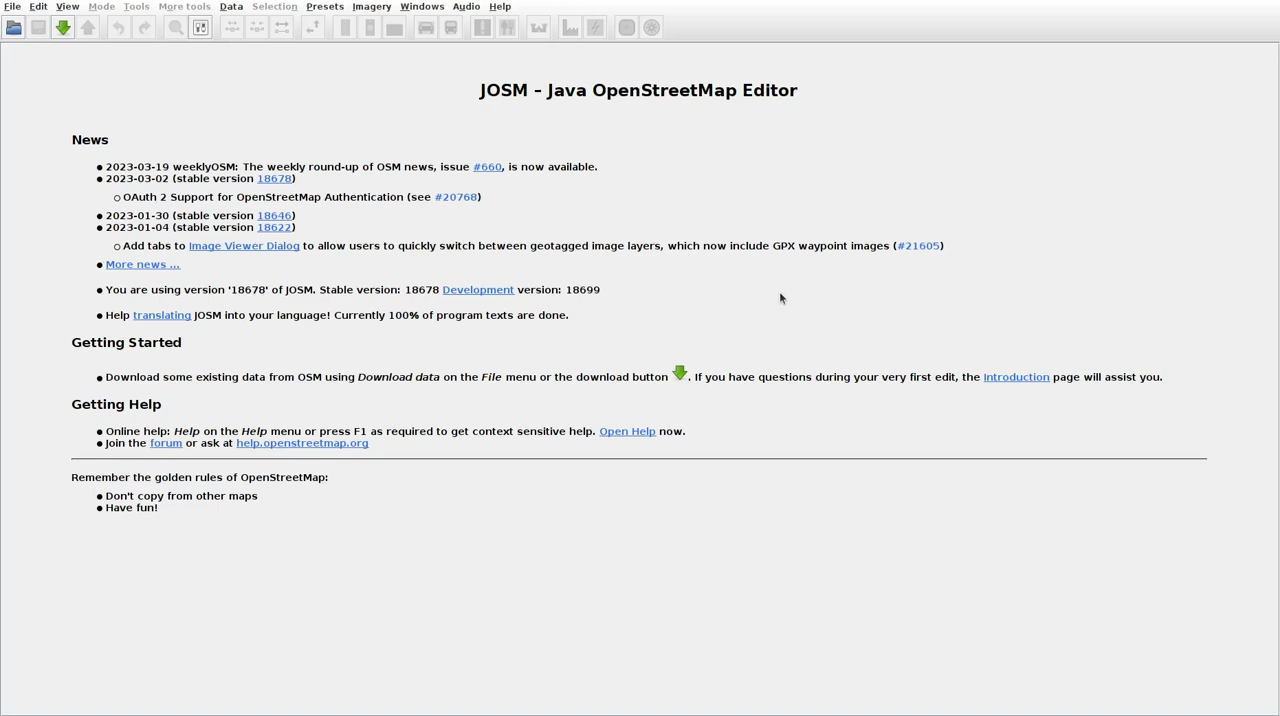 File Edit View Mode Tools More tools Data Selection Presets Imagery Windows Audio Help
JOSM – Java OpenStreetMap Editor
News
2023-03-19 weeklyOSM: The weekly round-up of OSM news, issue #660, is now available.
2023-03-02 (stable version 18678)
OAuth 2 Support for OpenStreetMap Authentication (see #20768)
2023-01-30 (stable version 18646)
2023-01-04 (stable version 18622)
Add tabs to Image Viewer Dialog to allow users to quickly switch between geotagged image layers, which now include GPX waypoint images (#21605)
More news ...
You are using version '18678' of JOSM. Stable version: 18678 Development version: 18699
Help translating JOSM into your language! Currently 100% of program texts are done.
Getting Started
Download some existing data from OSM using Download data on the File menu or the download button . If you have questions during your very first edit, the Introduction page will assist you.
Getting Help
Online help: Help on the Help menu or press F1 as required to get context sensitive help. Open Help now.
Join the forum or ask at help.openstreetmap.org
Remember the golden rules of OpenStreetMap:
Don't copy from other maps
Have fun!